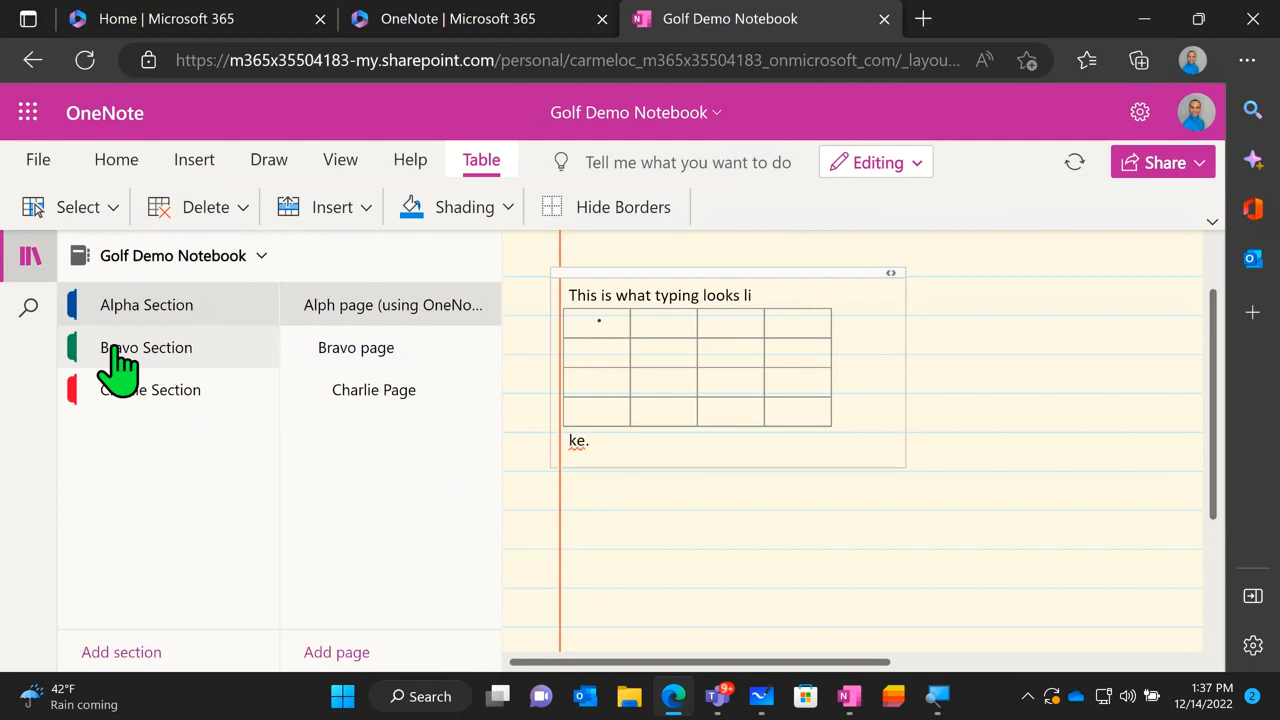 Home | Microsoft 365
OneNote | Microsoft 365
Golf Demo Notebook
https://m365x35504183-my.sharepoint.com/personal/carmeloc_m365x35504183_onmicrosoft_com/_layou...
OneNote
Golf Demo Notebook
File Home Insert Draw View Help Table Tell me what you want to do Editing Share
Select Delete Insert Shading Hide Borders
Golf Demo Notebook
Alpha Section
Bravo Section
Section
Alph page (using OneNo...
Bravo page
Charlie Page
Add section
Add page
This is what typing looks li
ke.
42°F
Rain coming
Search
9+
1:37 PM
12/14/2022
2